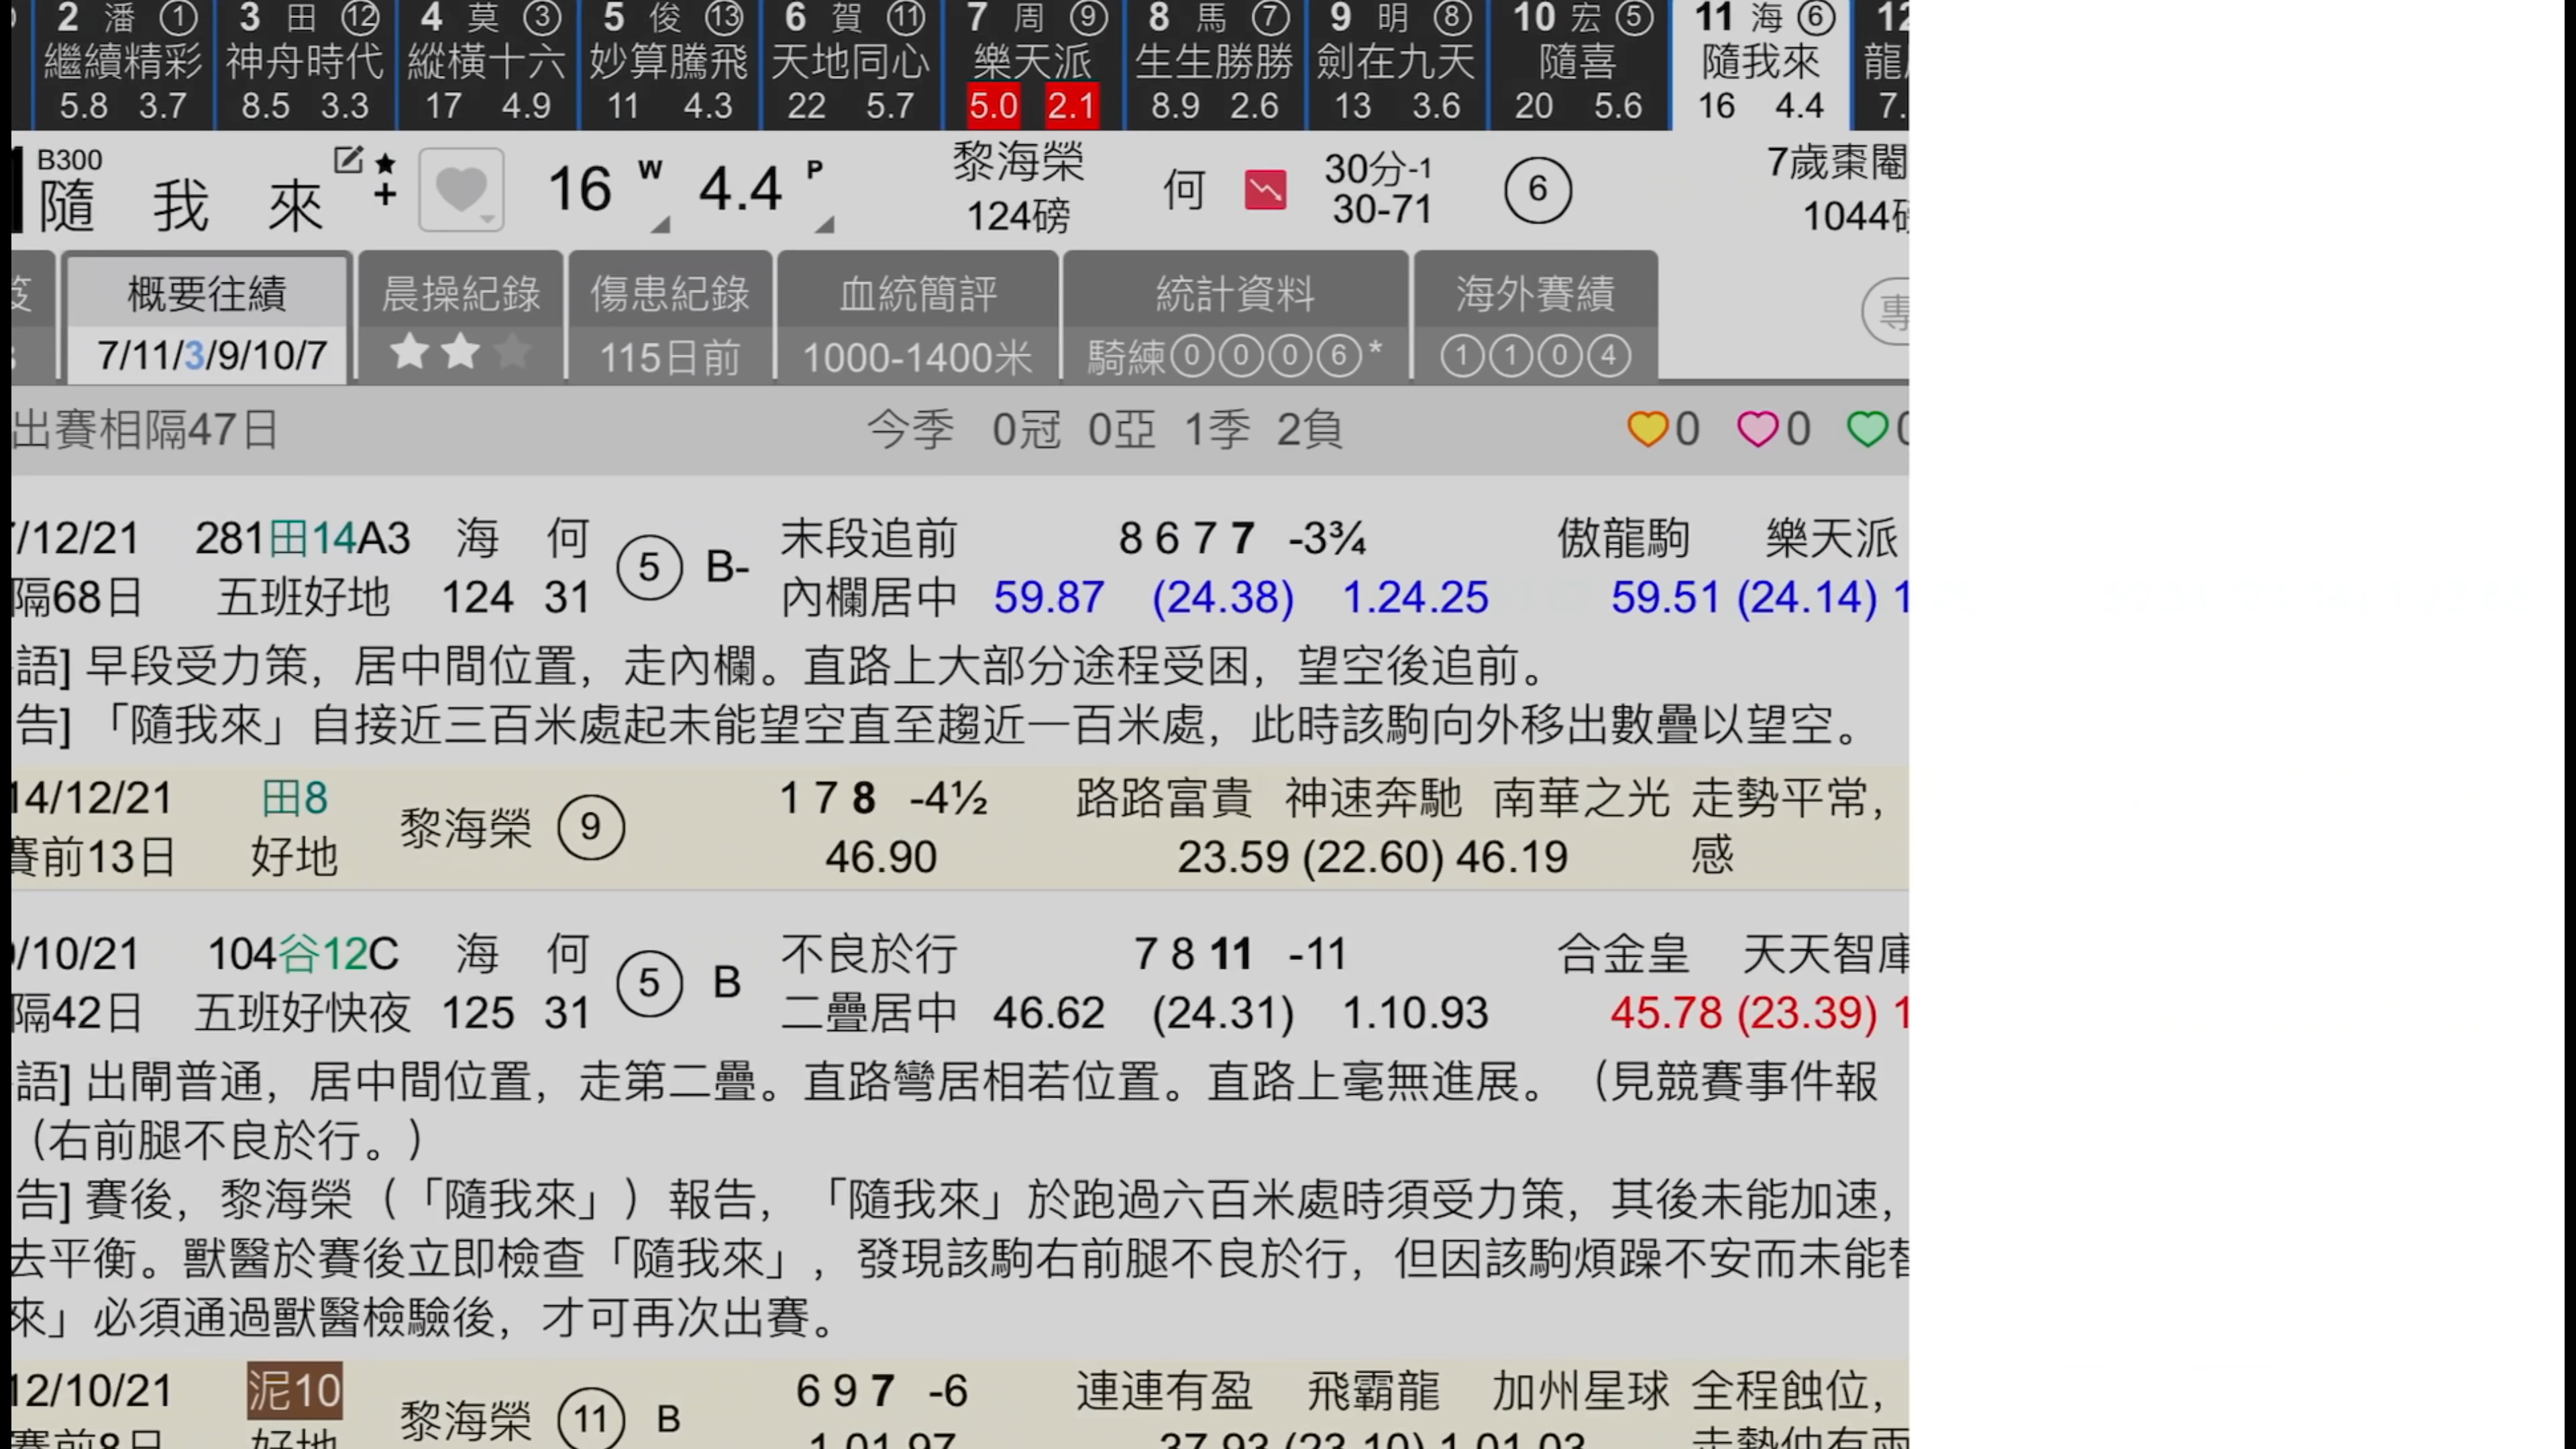 2 潘 ① 3 田 ⑫ 4 莫 ③ 5 俊 ⑬ 6 賀 ⑪ 7 周 ⑨ 8 馬 ⑦ 9 明 ⑧ 10 宏 ⑤ 11 海 ⑥
繼續精彩 神舟時代 縱橫十六 妙算騰飛 天地同心 樂天派 生生勝勝 劍在九天 隨喜 隨我來 龍
5.8 3.7 8.5 3.3 17 4.9 11 4.3 22 5.7 5.0 2.1 8.9 2.6 13 3.6 20 5.6 16 4.4 7.
B300 黎海榮 30分-1 7歲棗閹
隨我來 + 16 W 4.4 P 何 ⑥
124磅 30-71 1044磅
概要往績 晨操紀錄 傷患紀錄 血統簡評 統計資料 海外賽績
7/11/3/9/10/7 ★★★ 115日前 1000-1400米 騎練⓪⓪⓪⑥* ①①⓪④
出賽相隔47日 今季 0冠 0亞 1季 2負 0 0
/12/21 281田14A3 海 何 ⑤ B- 末段追前 8 6 7 7 -3¾ 傲龍駒 樂天派
隔68日 五班好地 124 31 內欄居中 59.87 (24.38) 1.24.25 59.51 (24.14) 1
語] 早段受力策，居中間位置，走內欄。直路上大部分途程受困，望空後追前。
告] 「隨我來」自接近三百米處起未能望空直至趨近一百米處，此時該駒向外移出數疊以望空。
14/12/21 田8 黎海榮 ⑨ 1 7 8 -4½ 路路富貴 神速奔馳 南華之光 走勢平常，
賽前13日 好地 46.90 23.59 (22.60) 46.19 感
/10/21 104谷12C 海 何 ⑤ B 不良於行 7 8 11 -11 合金皇 天天智庫
隔42日 五班好快夜 125 31 二疊居中 46.62 (24.31) 1.10.93 45.78 (23.39) 1
語] 出閘普通，居中間位置，走第二疊。直路彎居相若位置。直路上毫無進展。（見競賽事件報
（右前腿不良於行。）
告] 賽後，黎海榮（「隨我來」）報告，「隨我來」於跑過六百米處時須受力策，其後未能加速，
去平衡。獸醫於賽後立即檢查「隨我來」，發現該駒右前腿不良於行，但因該駒煩躁不安而未能替
來」必須通過獸醫檢驗後，才可再次出賽。
12/10/21 泥10 黎海榮 ⑪ B 6 9 7 -6 連連有盈 飛霸龍 加州星球 全程蝕位，
賽前8日 好地 1.01.97 37.93 (23.10) 1.01.03